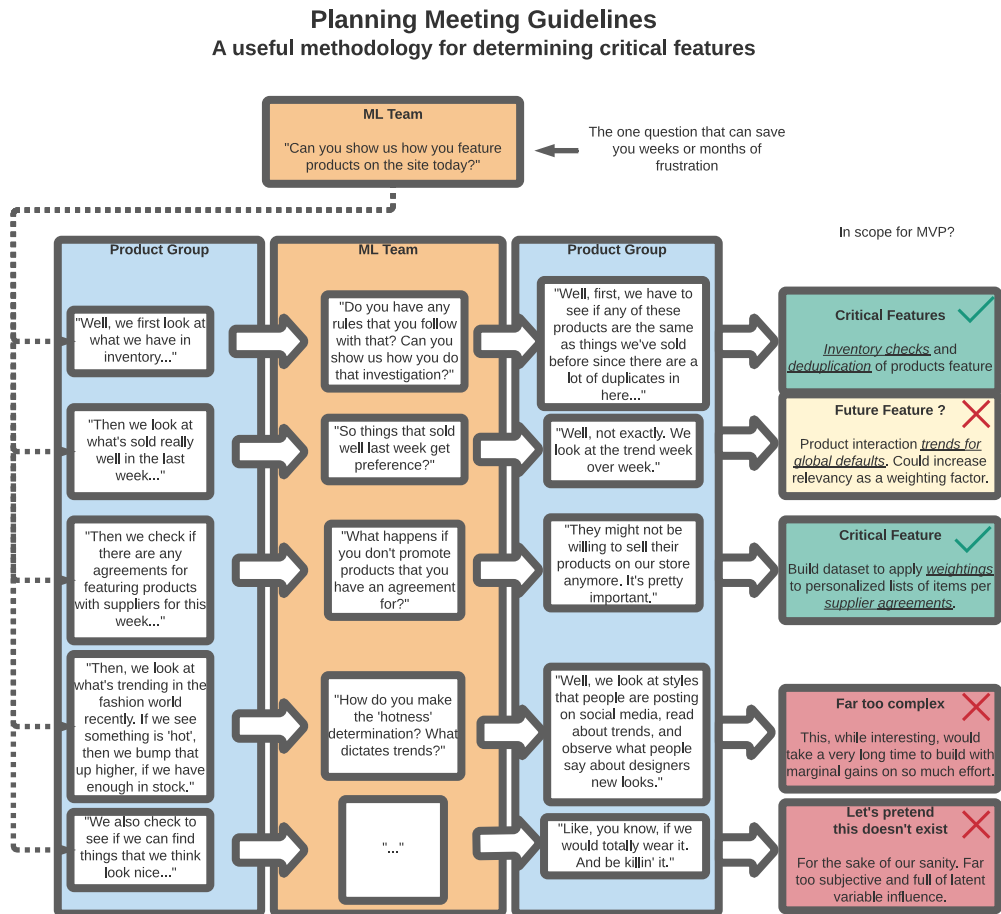 Planning Meeting Guidelines
A useful methodology for determining critical features
ML Team
"Can you show us how you feature
products on the site today?"
The one question that can save
you weeks or months of
frustration
Product Group
ML Team
Product Group
In scope for MVP?
"Well, we first look at
what we have in
inventory..."
"Do you have any
rules that you follow
with that? Can you
show us how you do
that investigation?"
"Well, first, we have to
see if any of these
products are the same
as things we've sold
before since there are
a lot of duplicates in
here..."
Critical Features
Inventory checks and
deduplication of products feature
"Then we look at
what's sold really
well in the last
week..."
"So things that sold
well last week get
preference?"
"Well, not exactly. We
look at the trend week
over week."
Future Feature ?
Product interaction trends for
global defaults. Could increase
relevancy as a weighting factor.
"Then we check if
there are any
agreements for
featuring products
with suppliers for this
week..."
"What happens if
you don't promote
products that you
have an agreement
for?"
"They might not be
willing to sell their
products on our store
anymore. It's pretty
important."
Critical Feature
Build dataset to apply weightings
to personalized lists of items per
supplier agreements.
"Then, we look at
what's trending in the
fashion world
recently. If we see
something is 'hot',
then we bump that
up higher, if we have
enough in stock."
"How do you make
the 'hotness'
determination? What
dictates trends?"
"Well, we look at styles
that people are posting
on social media, read
about trends, and
observe what people
say about designers
new looks."
Far too complex
This, while interesting, would
take a very long time to build with
marginal gains on so much effort.
"We also check to
see if we can find
things that we think
look nice..."
"..."
"Like, you know, if we
would totally wear it.
And be killin' it."
Let's pretend
this doesn't exist
For the sake of our sanity. Far
too subjective and full of latent
variable influence.